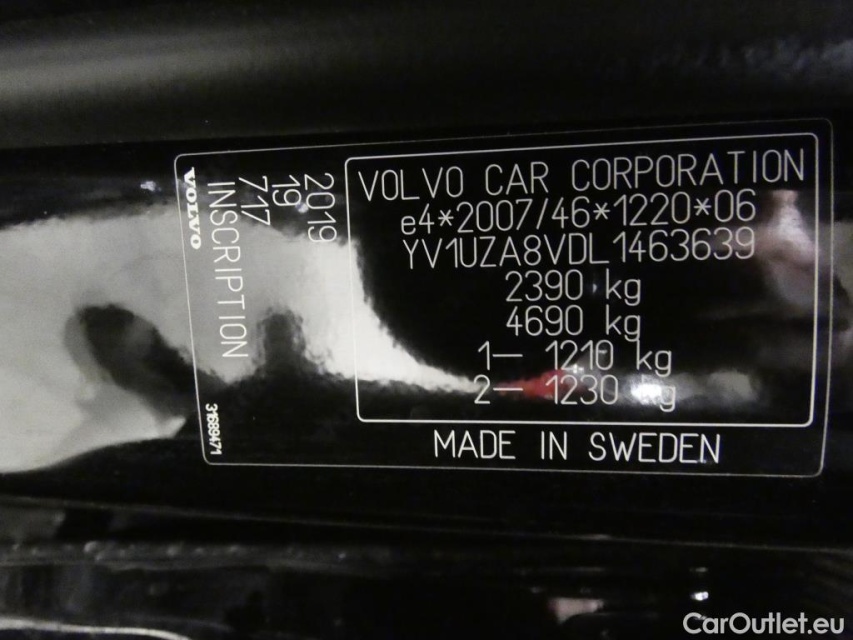 VOLVO
INSCRIPTION
717
19
2019
31689471
VOLVO CAR CORPORATION
e4*2007/46*1220*06
YV1UZA8VDL1463639
2390 kg
4690 kg
1– 1210 kg
2– 1230 kg
MADE IN SWEDEN
CarOutlet.eu